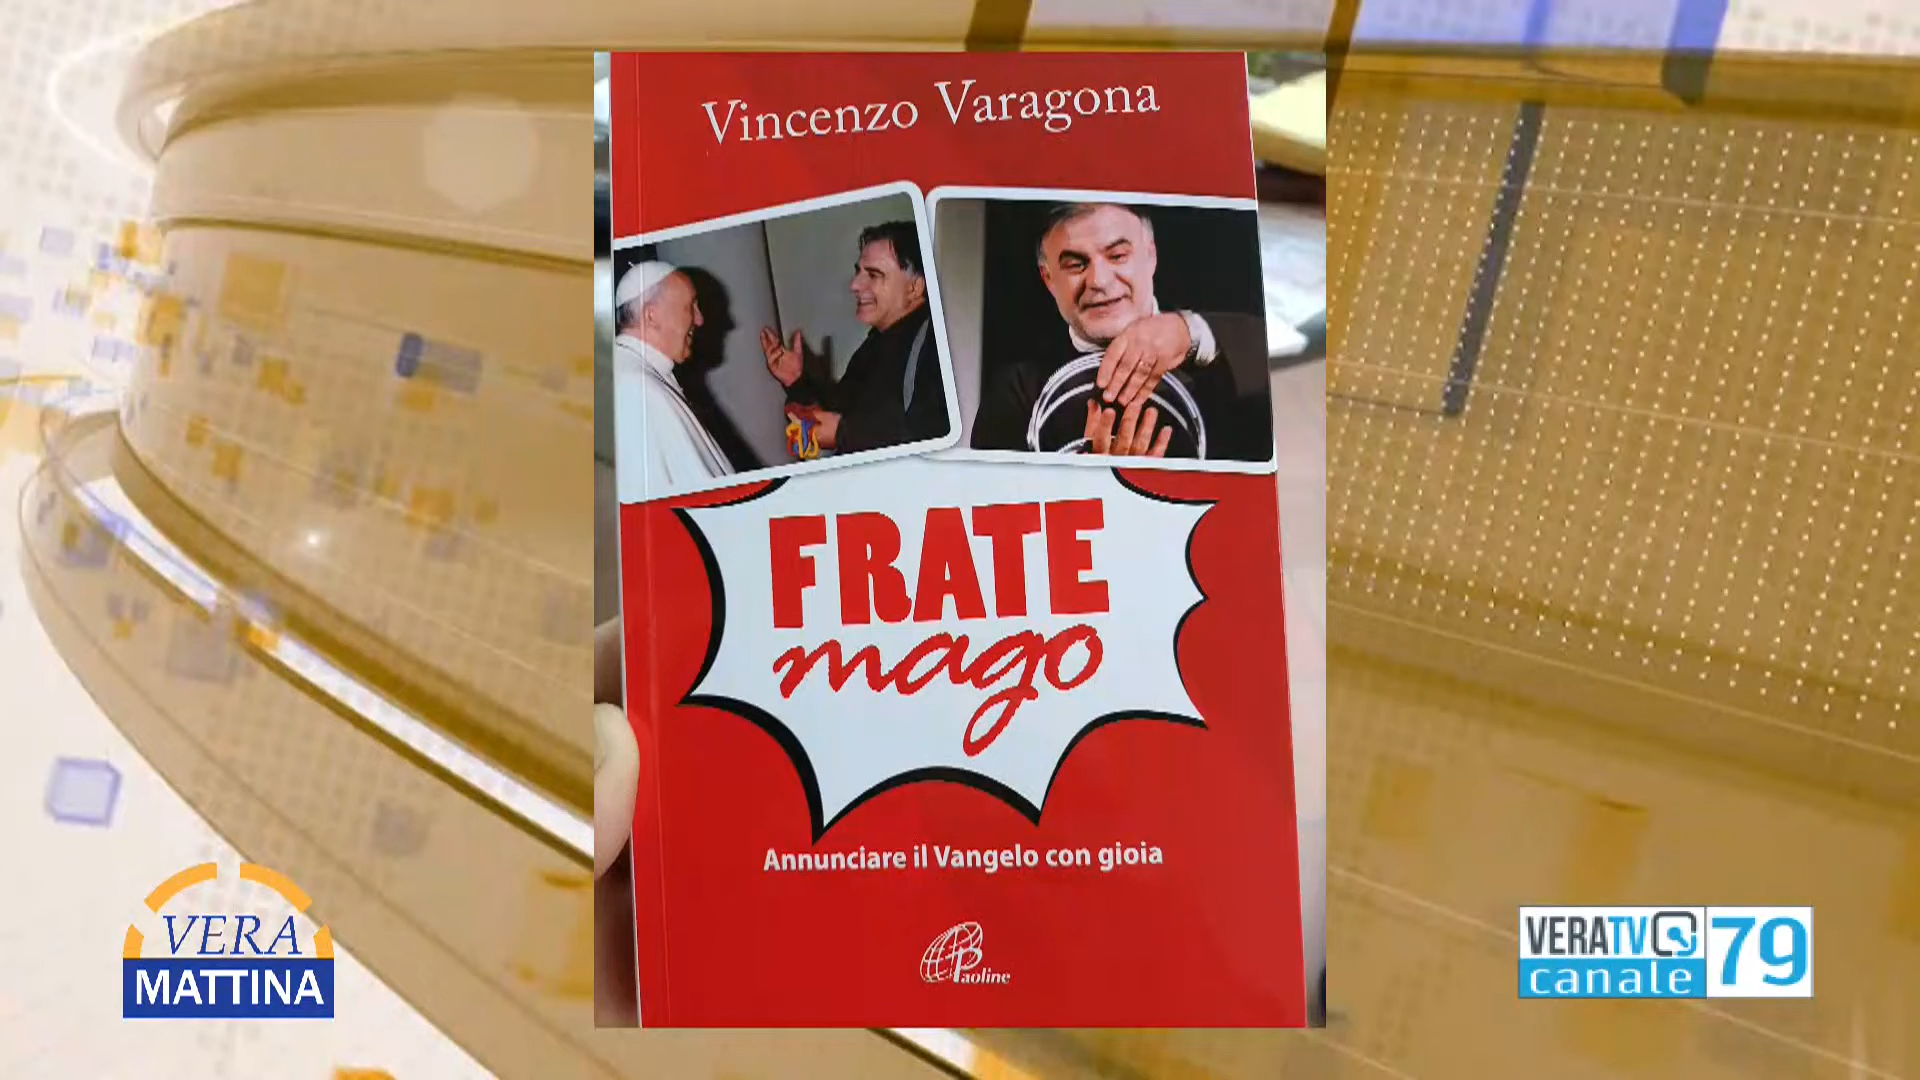 Vincenzo Varagona
FRATE
mago
Annunciare il Vangelo con gioia
Paoline
VERA
MATTINA
VERATV
canale
79